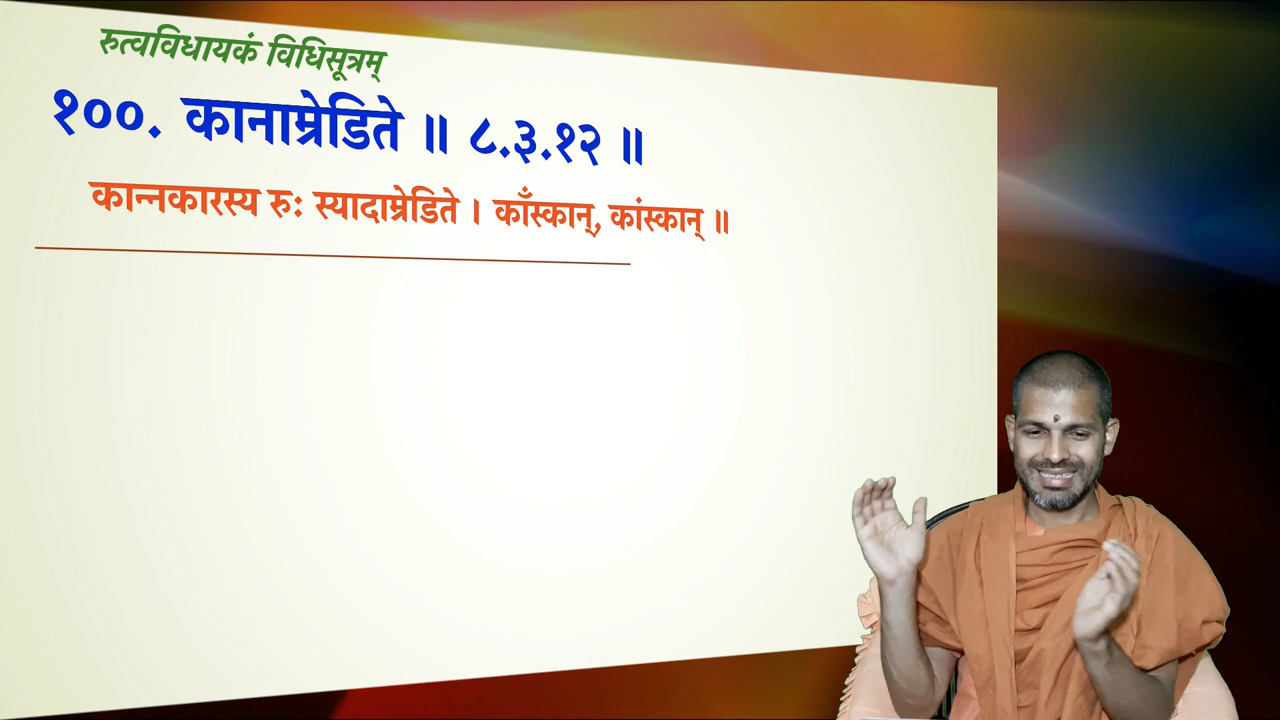 रुत्वविधायकं विधिसूत्रम्
१००. कानाम्रेडिते ॥ ८.३.१२ ॥
कान्नकारस्य रुः स्यादाम्रेडिते । काँस्कान्, कांस्कान् ॥